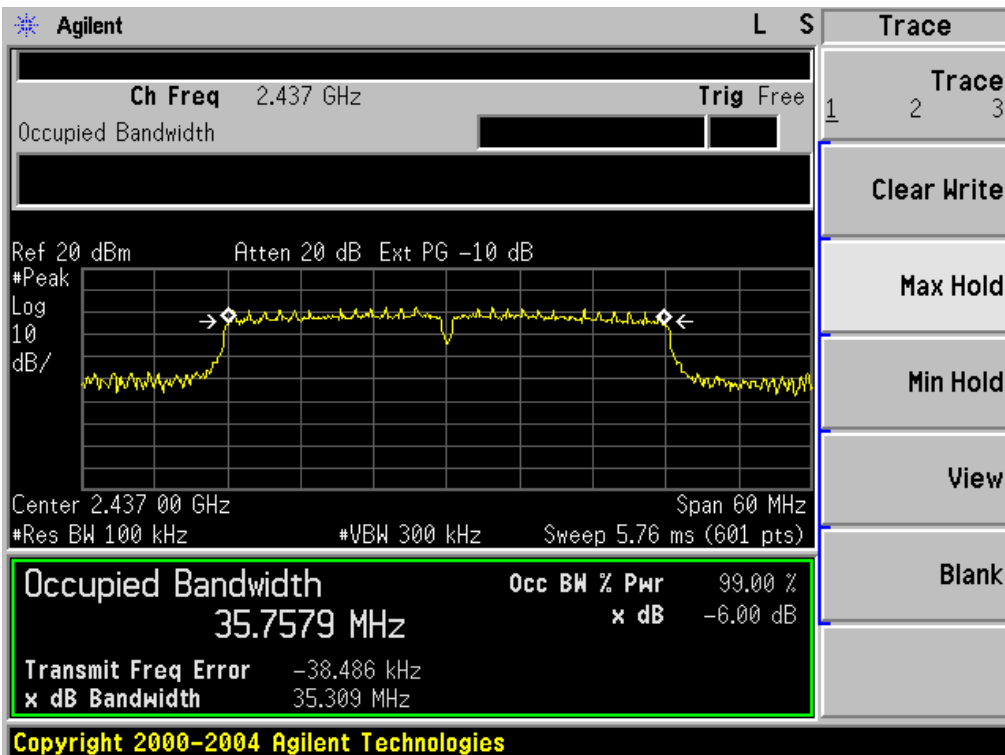 Agilent L S
Ch Freq 2.437 GHz Trig Free
Occupied Bandwidth
Ref 20 dBm Atten 20 dB Ext PG -10 dB
#Peak
Log
10
dB/
Center 2.437 00 GHz Span 60 MHz
#Res BW 100 kHz #VBW 300 kHz Sweep 5.76 ms (601 pts)
Occupied Bandwidth Occ BW % Pwr 99.00 %
35.7579 MHz x dB -6.00 dB
Transmit Freq Error -38.486 kHz
x dB Bandwidth 35.309 MHz
Copyright 2000-2004 Agilent Technologies
Trace
Trace
1 2 3
Clear Write
Max Hold
Min Hold
View
Blank